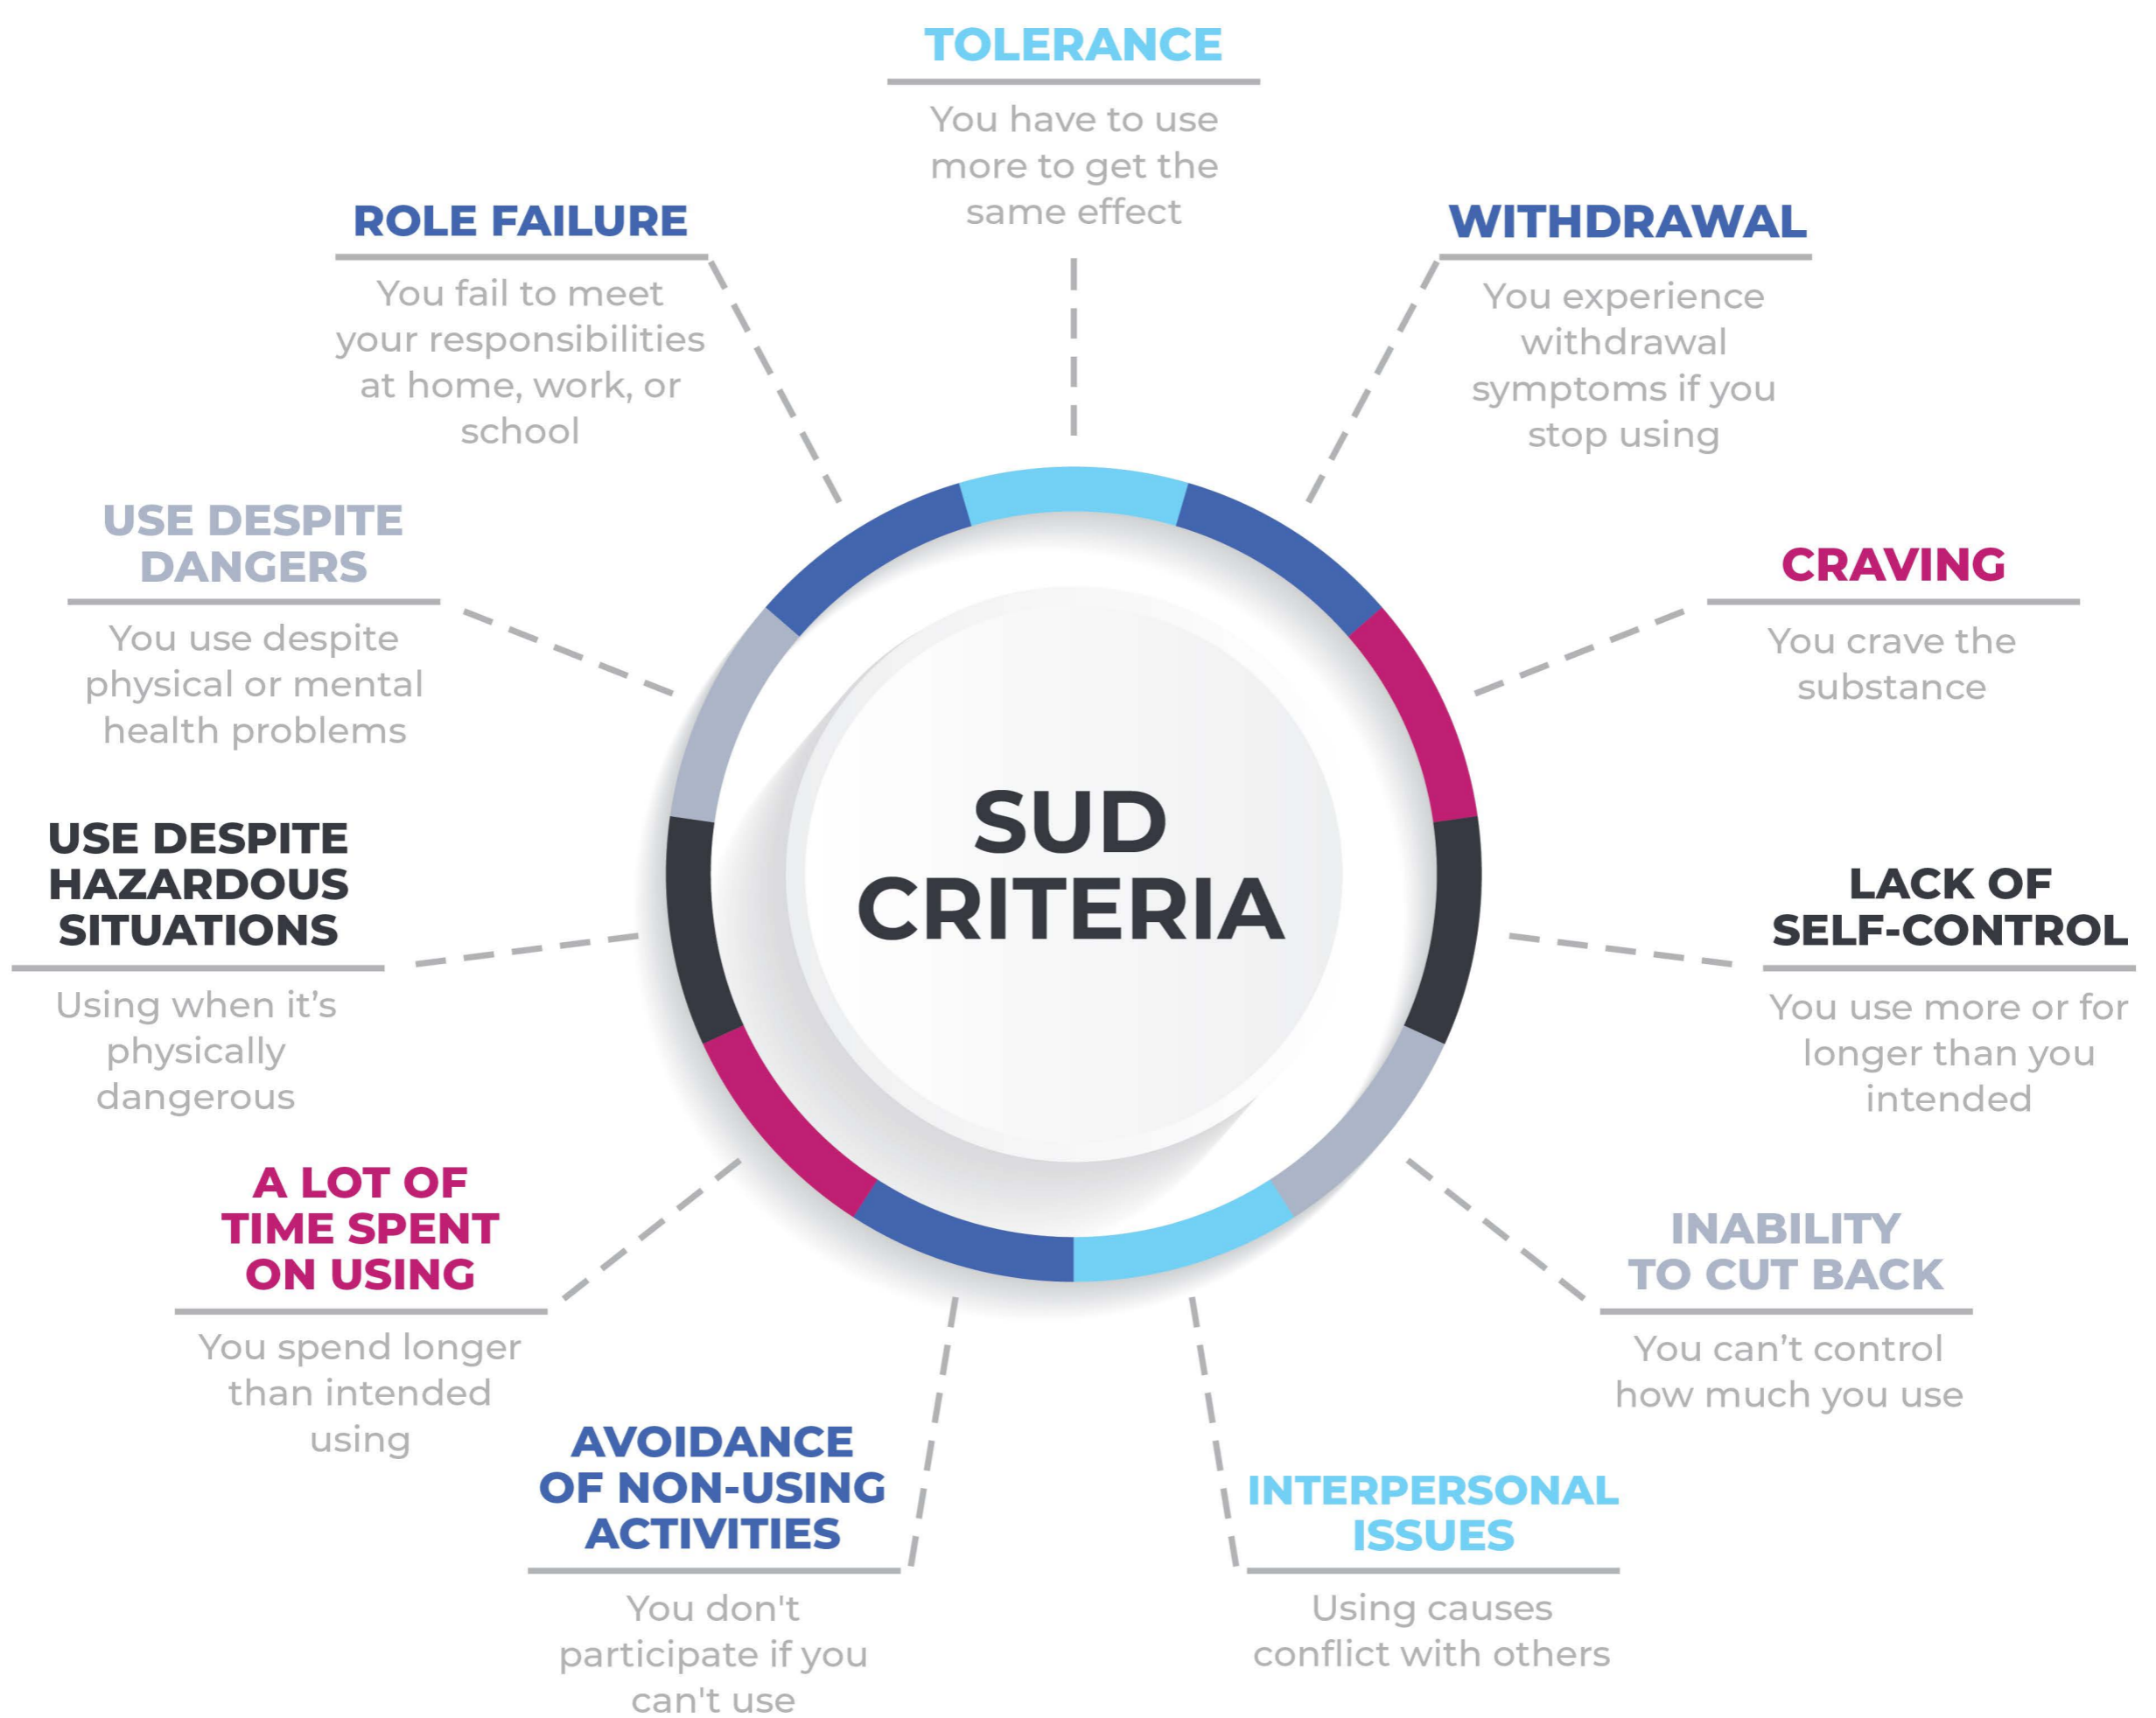 TOLERANCE
You have to use
more to get the
same effect
WITHDRAWAL
You experience
withdrawal
symptoms if you
stop using
CRAVING
You crave the
substance
LACK OF
SELF-CONTROL
You use more or for
longer than you
intended
INABILITY
TO CUT BACK
You can’t control
how much you use
INTERPERSONAL
ISSUES
Using causes
conflict with others
AVOIDANCE
OF NON-USING
ACTIVITIES
You don't
participate if you
can't use
A LOT OF
TIME SPENT
ON USING
You spend longer
than intended
using
USE DESPITE
HAZARDOUS
SITUATIONS
Using when it’s
physically
dangerous
USE DESPITE
DANGERS
You use despite
physical or mental
health problems
ROLE FAILURE
You fail to meet
your responsibilities
at home, work, or
school
SUD
CRITERIA